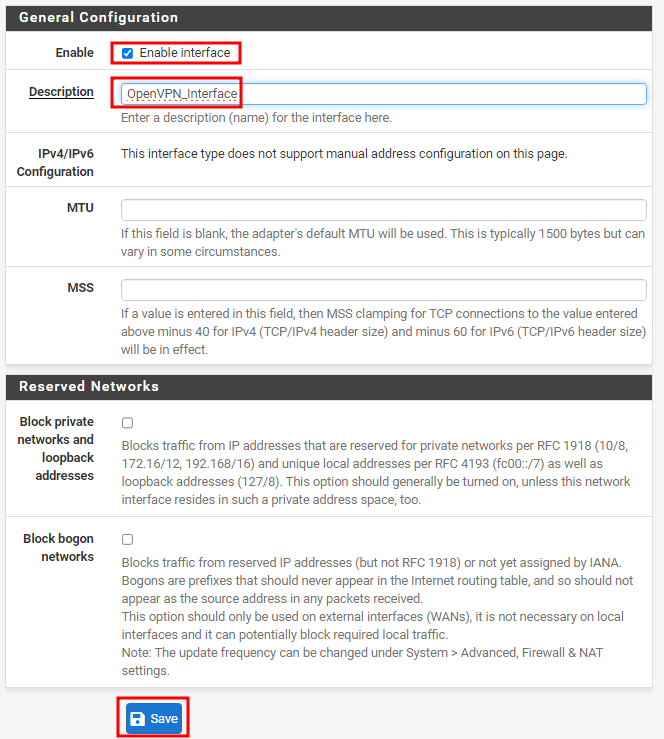 General Configuration
Enable
Enable interface
Description
OpenVPN_Interface
Enter a description (name) for the interface here.
IPv4/IPv6
Configuration
This interface type does not support manual address configuration on this page.
MTU
If this field is blank, the adapter's default MTU will be used. This is typically 1500 bytes but can
vary in some circumstances.
MSS
If a value is entered in this field, then MSS clamping for TCP connections to the value entered
above minus 40 for IPv4 (TCP/IPv4 header size) and minus 60 for IPv6 (TCP/IPv6 header size)
will be in effect.
Reserved Networks
Block private
networks and
loopback
addresses
Blocks traffic from IP addresses that are reserved for private networks per RFC 1918 (10/8,
172.16/12, 192.168/16) and unique local addresses per RFC 4193 (fc00::/7) as well as
loopback addresses (127/8). This option should generally be turned on, unless this network
interface resides in such a private address space, too.
Block bogon
networks
Blocks traffic from reserved IP addresses (but not RFC 1918) or not yet assigned by IANA.
Bogons are prefixes that should never appear in the Internet routing table, and so should not
appear as the source address in any packets received.
This option should only be used on external interfaces (WANs), it is not necessary on local
interfaces and it can potentially block required local traffic.
Note: The update frequency can be changed under System > Advanced, Firewall & NAT
settings.
Save